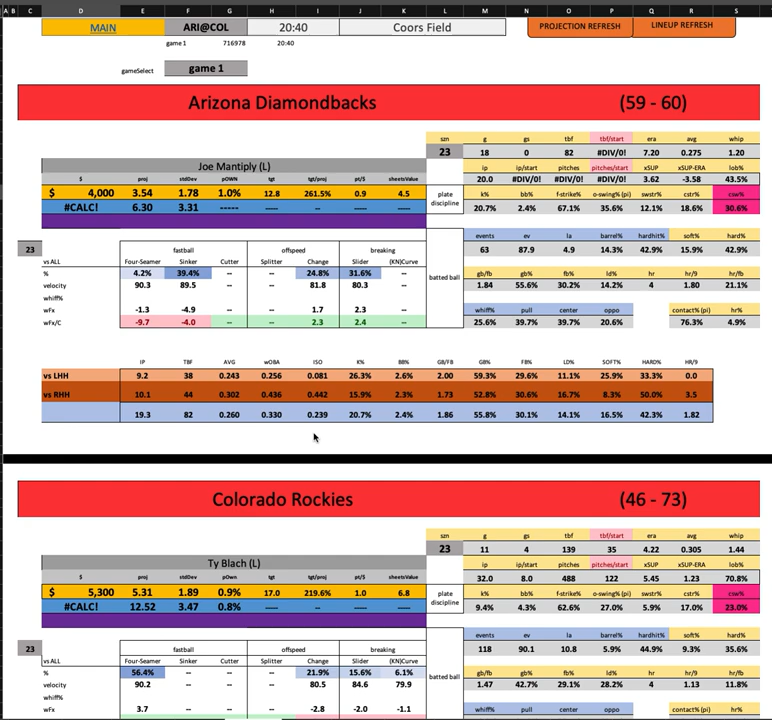 A B C D E F G H I J K L M N O P Q R S
MAIN ARI@COL 20:40 Coors Field PROJECTION REFRESH LINEUP REFRESH
game 1 716978 20:40
gameSelect game 1
Arizona Diamondbacks (59 - 60)
szn g gs tbf tbf/start era avg whip
23 18 0 82 #DIV/0! 7.20 0.275 1.20
Joe Mantiply (L) ip ip/start pitches pitches/start xSUP xSUP-ERA lob%
$ proj stdDev pOWN tgt tgt/proj pt/$ sheetsValue 20.0 #DIV/0! #DIV/0! #DIV/0! 3.62 -3.58 43.5%
$ 4,000 3.54 1.78 1.0% 12.8 261.5% 0.9 4.5 plate discipline k% bb% f-strike% o-swing% (pi) swstr% cstr% csw%
#CALC! 6.30 3.31 ----- ---- -- ---- ---- 20.7% 2.4% 67.1% 35.6% 12.1% 18.6% 30.6%
events ev la barrel% hardhit% soft% hard%
23 fastball offspeed breaking 63 87.9 4.9 14.3% 42.9% 15.9% 42.9%
vs ALL Four-Seamer Sinker Cutter Splitter Change Slider (KN)Curve
% 4.2% 39.4% -- -- 24.8% 31.6% -- batted ball gb/fb gb% fb% ld% hr hr/9 hr/fb
velocity 90.3 89.5 -- -- 81.8 80.3 -- 1.84 55.6% 30.2% 14.2% 4 1.80 21.1%
whiff%
wFx -1.3 -4.9 -- -- 1.7 2.3 -- whiff% pull center oppo contact% (pi) hr%
wFx/C -9.7 -4.0 -- -- 2.3 2.4 -- 25.6% 39.7% 39.7% 20.6% 76.3% 4.9%
IP TBF AVG wOBA ISO K% BB% GB/FB GB% FB% LD% SOFT% HARD% HR/9
vs LHH 9.2 38 0.243 0.256 0.081 26.3% 2.6% 2.00 59.3% 29.6% 11.1% 25.9% 33.3% 0.0
vs RHH 10.1 44 0.302 0.436 0.442 15.9% 2.3% 1.73 52.8% 30.6% 16.7% 8.3% 50.0% 3.5
19.3 82 0.260 0.330 0.239 20.7% 2.4% 1.86 55.8% 30.1% 14.1% 16.5% 42.3% 1.82
Colorado Rockies (46 - 73)
szn g gs tbf tbf/start era avg whip
23 11 4 139 35 4.22 0.305 1.44
Ty Blach (L) ip ip/start pitches pitches/start xSUP xSUP-ERA lob%
$ proj stdDev pOwn tgt tgt/proj pt/$ sheetsValue 32.0 8.0 488 122 5.45 1.23 70.8%
$ 5,300 5.31 1.89 0.9% 17.0 219.6% 1.0 6.8 plate discipline k% bb% f-strike% o-swing% (pi) swstr% cstr% csw%
#CALC! 12.52 3.47 0.8% ---- -- ---- ---- 9.4% 4.3% 62.6% 27.0% 5.9% 17.0% 23.0%
events ev la barrel% hardhit% soft% hard%
23 fastball offspeed breaking 118 90.1 10.8 5.9% 44.9% 9.3% 35.6%
vs ALL Four-Seamer Sinker Cutter Splitter Change Slider (KN)Curve
% 56.4% -- -- -- 21.9% 15.6% 6.1% batted ball gb/fb gb% fb% ld% hr hr/9 hr/fb
velocity 90.2 -- -- -- 80.5 84.6 79.9 1.47 42.7% 29.1% 28.2% 4 1.13 11.8%
whiff%
wFx 3.7 -- -- -- -2.8 -2.0 -1.1 whiff% pull center oppo contact% (pi) hr%